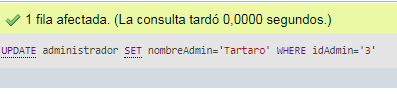 1 fila afectada. (La consulta tardó 0,0000 segundos.)
UPDATE administrador SET nombreAdmin='Tartaro' WHERE idAdmin='3'